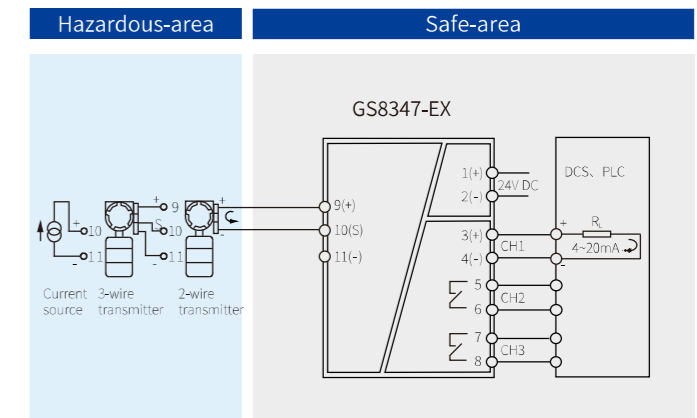 Hazardous-area
Safe-area
GS8347-EX
+ 9
S 10
- 11
+ 10
- 11
+
-
Current source
3-wire transmitter
2-wire transmitter
9(+)
10(S)
11(-)
1(+)
2(-)
24V DC
3(+)
4(-)
CH1
5
6
CH2
7
8
CH3
DCS、PLC
+
RL
4~20mA
-